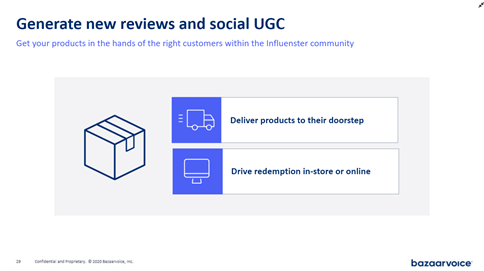 Generate new reviews and social UGC
Get your products in the hands of the right customers within the Influenster community
Deliver products to their doorstep
Drive redemption in-store or online
19 Confidential and Proprietary. © 2020 Bazaarvoice, Inc.
bazaarvoice